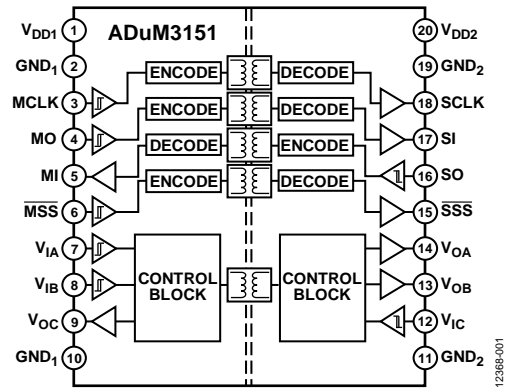 VDD1 1 ADuM3151 20 VDD2
GND1 2 19 GND2
MCLK 3 ENCODE DECODE 18 SCLK
MO 4 ENCODE DECODE 17 SI
MI 5 DECODE ENCODE 16 SO
MSS 6 ENCODE DECODE 15 SSS
VIA 7 14 VOA
VIB 8 CONTROL BLOCK CONTROL BLOCK 13 VOB
VOC 9 12 VIC
GND1 10 11 GND2
12368-001